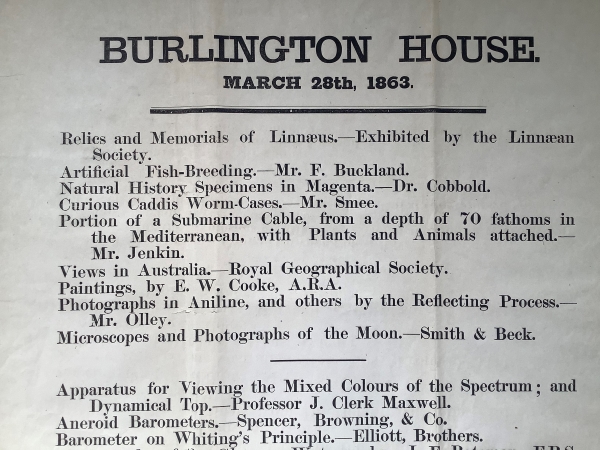 BURLINGTON HOUSE.
MARCH 28th, 1863.
Relics and Memorials of Linnæus.—Exhibited by the Linnæan
Society.
Artificial Fish-Breeding.—Mr. F. Buckland.
Natural History Specimens in Magenta.—Dr. Cobbold.
Curious Caddis Worm-Cases.—Mr. Smee.
Portion of a Submarine Cable, from a depth of 70 fathoms in
the Mediterranean, with Plants and Animals attached.—
Mr. Jenkin.
Views in Australia.—Royal Geographical Society.
Paintings, by E. W. Cooke, A.R.A.
Photographs in Aniline, and others by the Reflecting Process.—
Mr. Olley.
Microscopes and Photographs of the Moon.—Smith & Beck.
Apparatus for Viewing the Mixed Colours of the Spectrum; and
Dynamical Top.—Professor J. Clerk Maxwell.
Aneroid Barometers.—Spencer, Browning, & Co.
Barometer on Whiting's Principle.—Elliott, Brothers.